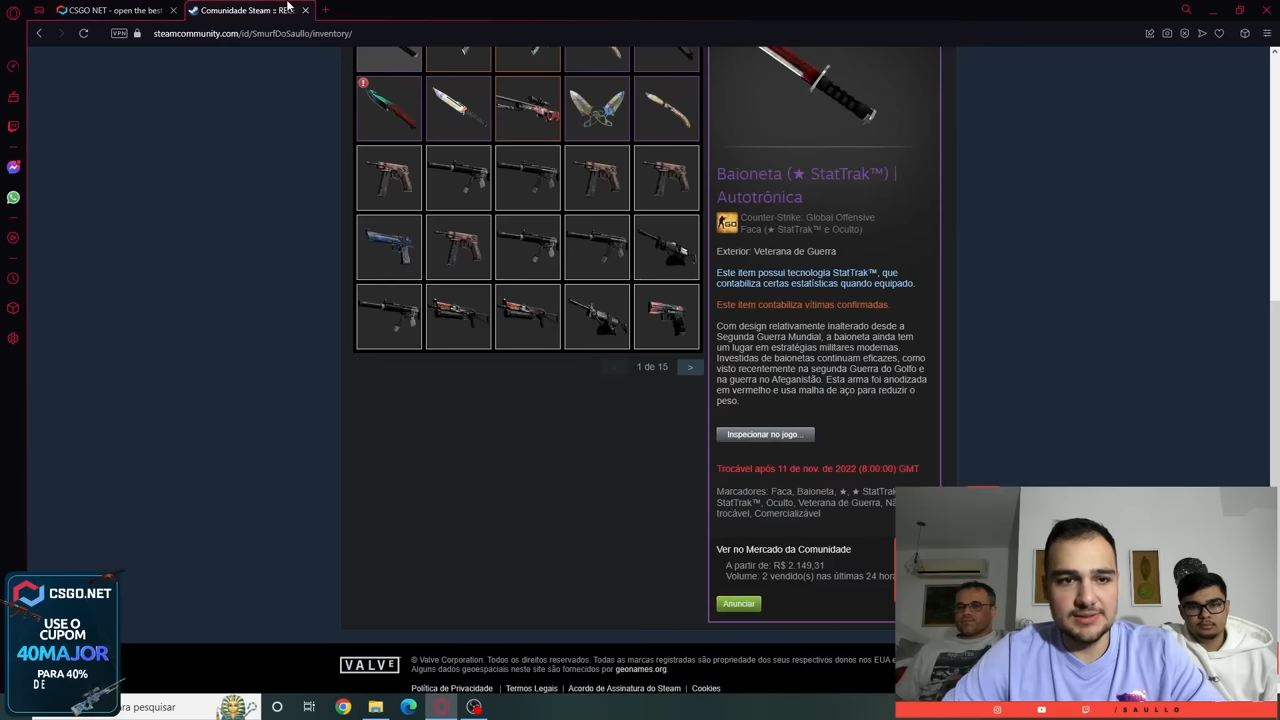 CSGO.NET - open the best
Comunidade Steam :: RE
VPN
steamcommunity.com/id/SmurfDoSaullo/inventory/
Baioneta (★ StatTrak™) |
Autotrônica
Counter-Strike: Global Offensive
Faca (★ StatTrak™ e Oculto)
Exterior: Veterana de Guerra
Este item possui tecnologia StatTrak™, que
contabiliza certas estatísticas quando equipado.
Este item contabiliza vítimas confirmadas.
Com design relativamente inalterado desde a
Segunda Guerra Mundial, a baioneta ainda tem
um lugar em estratégias militares modernas.
Investidas de baionetas continuam eficazes, como
visto recentemente na segunda Guerra do Golfo e
na guerra no Afeganistão. Esta arma foi anodizada
em vermelho e usa malha de aço para reduzir o
peso.
1 de 15 >
Inspecionar no jogo...
Trocável após 11 de nov. de 2022 (8:00:00) GMT
Marcadores: Faca, Baioneta, ★, ★ StatTrak
StatTrak™, Oculto, Veterana de Guerra, Nã
trocável, Comercializável
Ver no Mercado da Comunidade
A partir de: R$ 2.149,31
Volume: 2 vendido(s) nas últimas 24 hora
Anunciar
CSGO.NET
USE O
CUPOM
40MAJOR
PARA 40%
DE
VALVE
© Valve Corporation. Todos os direitos reservados. Todas as marcas registradas são propriedade dos seus respectivos donos nos EUA e
Alguns dados geoespaciais neste site são fornecidos por geonames.org.
Política de Privacidade | Termos Legais | Acordo de Assinatura do Steam | Cookies
para pesquisar
/SAULLO